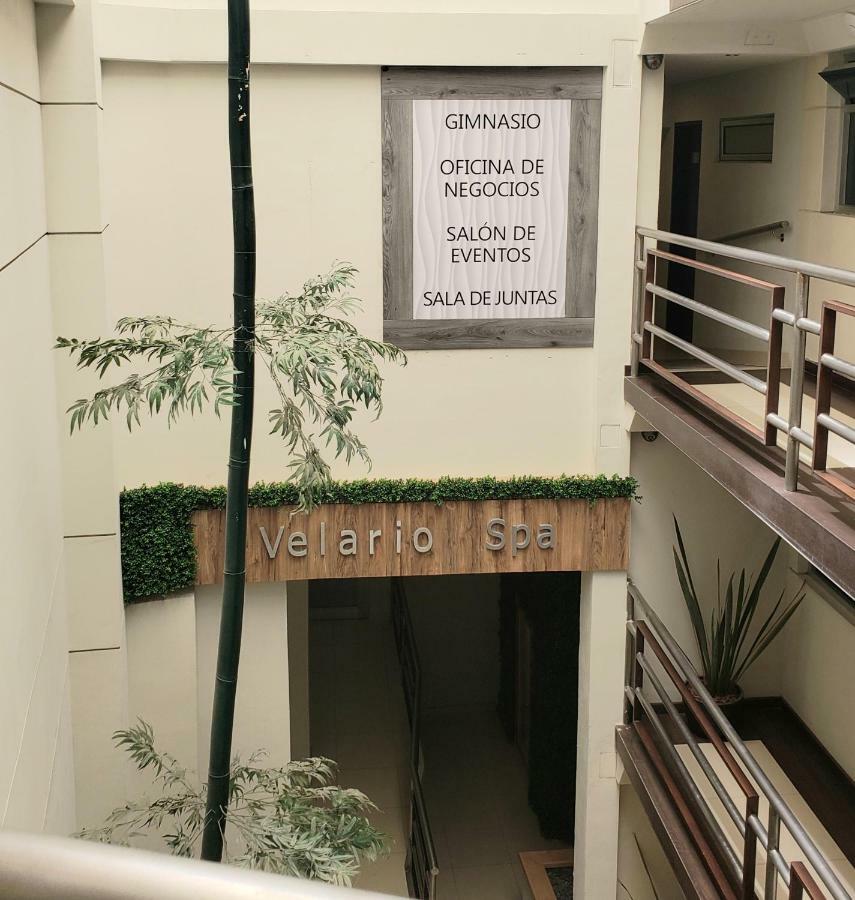 GIMNASIO
OFICINA DE
NEGOCIOS
SALÓN DE
EVENTOS
SALA DE JUNTAS
Velario Spa